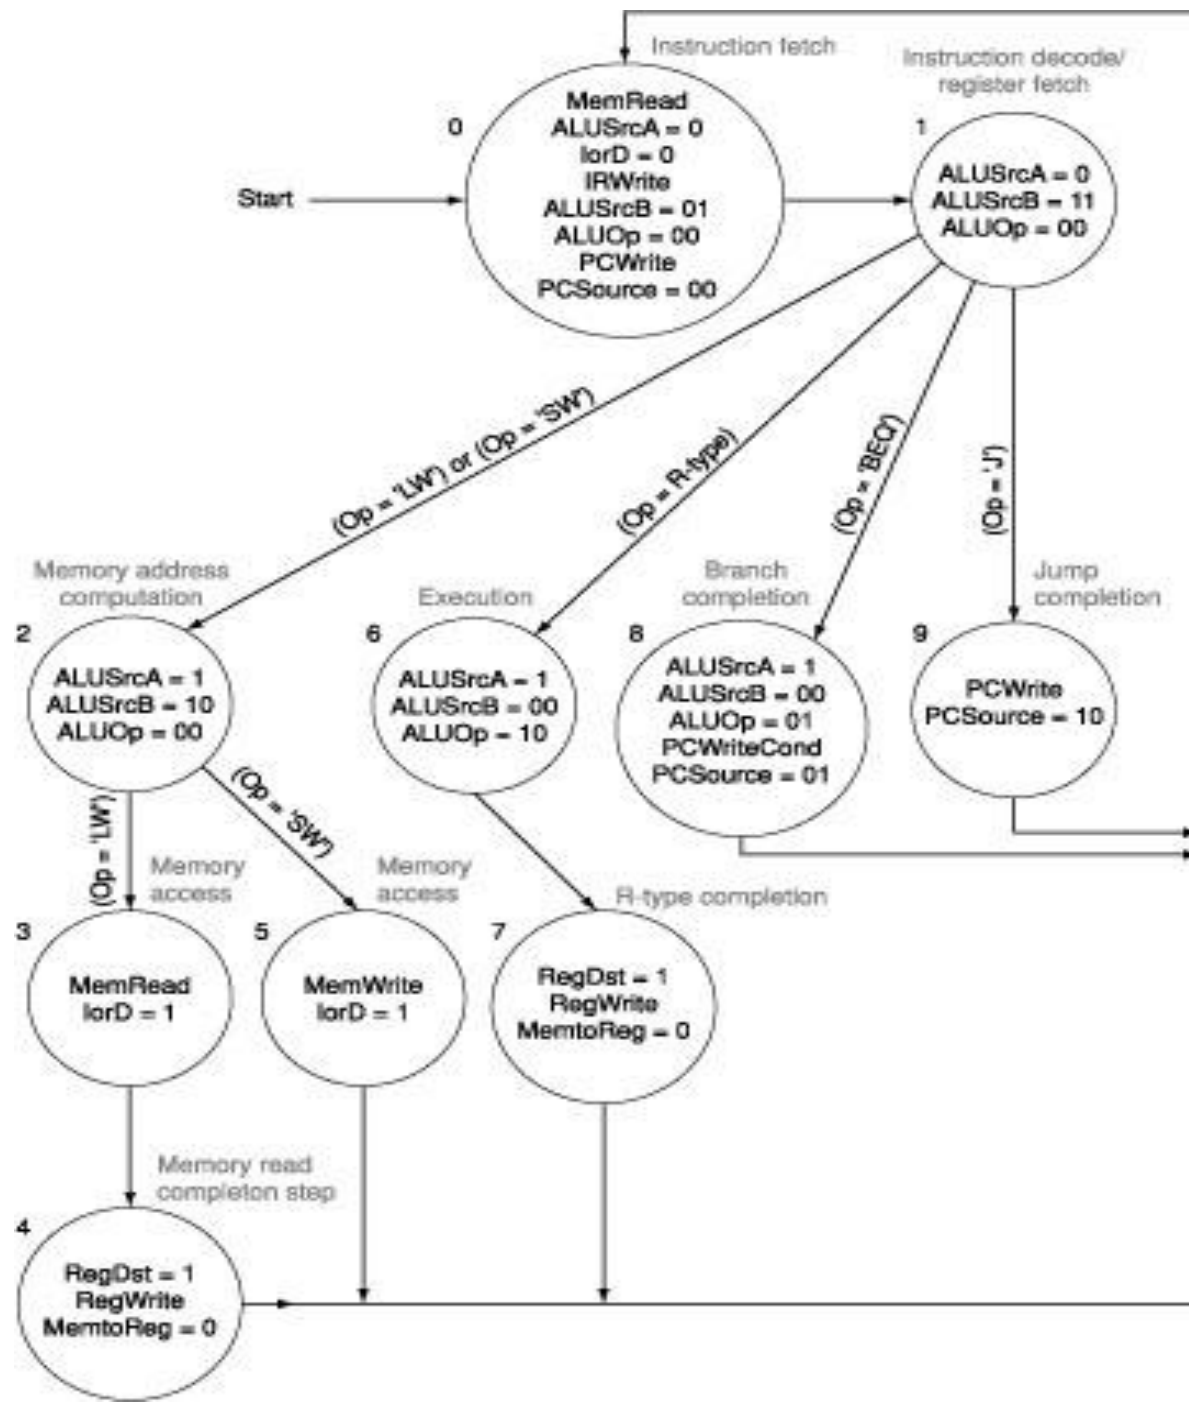 Instruction fetch
0
MemRead
ALUSrcA = 0
IorD = 0
IRWrite
ALUSrcB = 01
ALUOp = 00
PCWrite
PCSource = 00
Start
Instruction decode/
register fetch
1
ALUSrcA = 0
ALUSrcB = 11
ALUOp = 00
(Op = 'LW') or (Op = 'SW')
(Op = R-type)
(Op = 'BEQ')
(Op = 'J')
Memory address
computation
2
ALUSrcA = 1
ALUSrcB = 10
ALUOp = 00
Execution
6
ALUSrcA = 1
ALUSrcB = 00
ALUOp = 10
Branch
completion
8
ALUSrcA = 1
ALUSrcB = 00
ALUOp = 01
PCWriteCond
PCSource = 01
Jump
completion
9
PCWrite
PCSource = 10
(Op = 'LW')
(Op = 'SW')
Memory
access
3
MemRead
IorD = 1
Memory
access
5
MemWrite
IorD = 1
R-type completion
7
RegDst = 1
RegWrite
MemtoReg = 0
Memory read
completon step
4
RegDst = 1
RegWrite
MemtoReg = 0